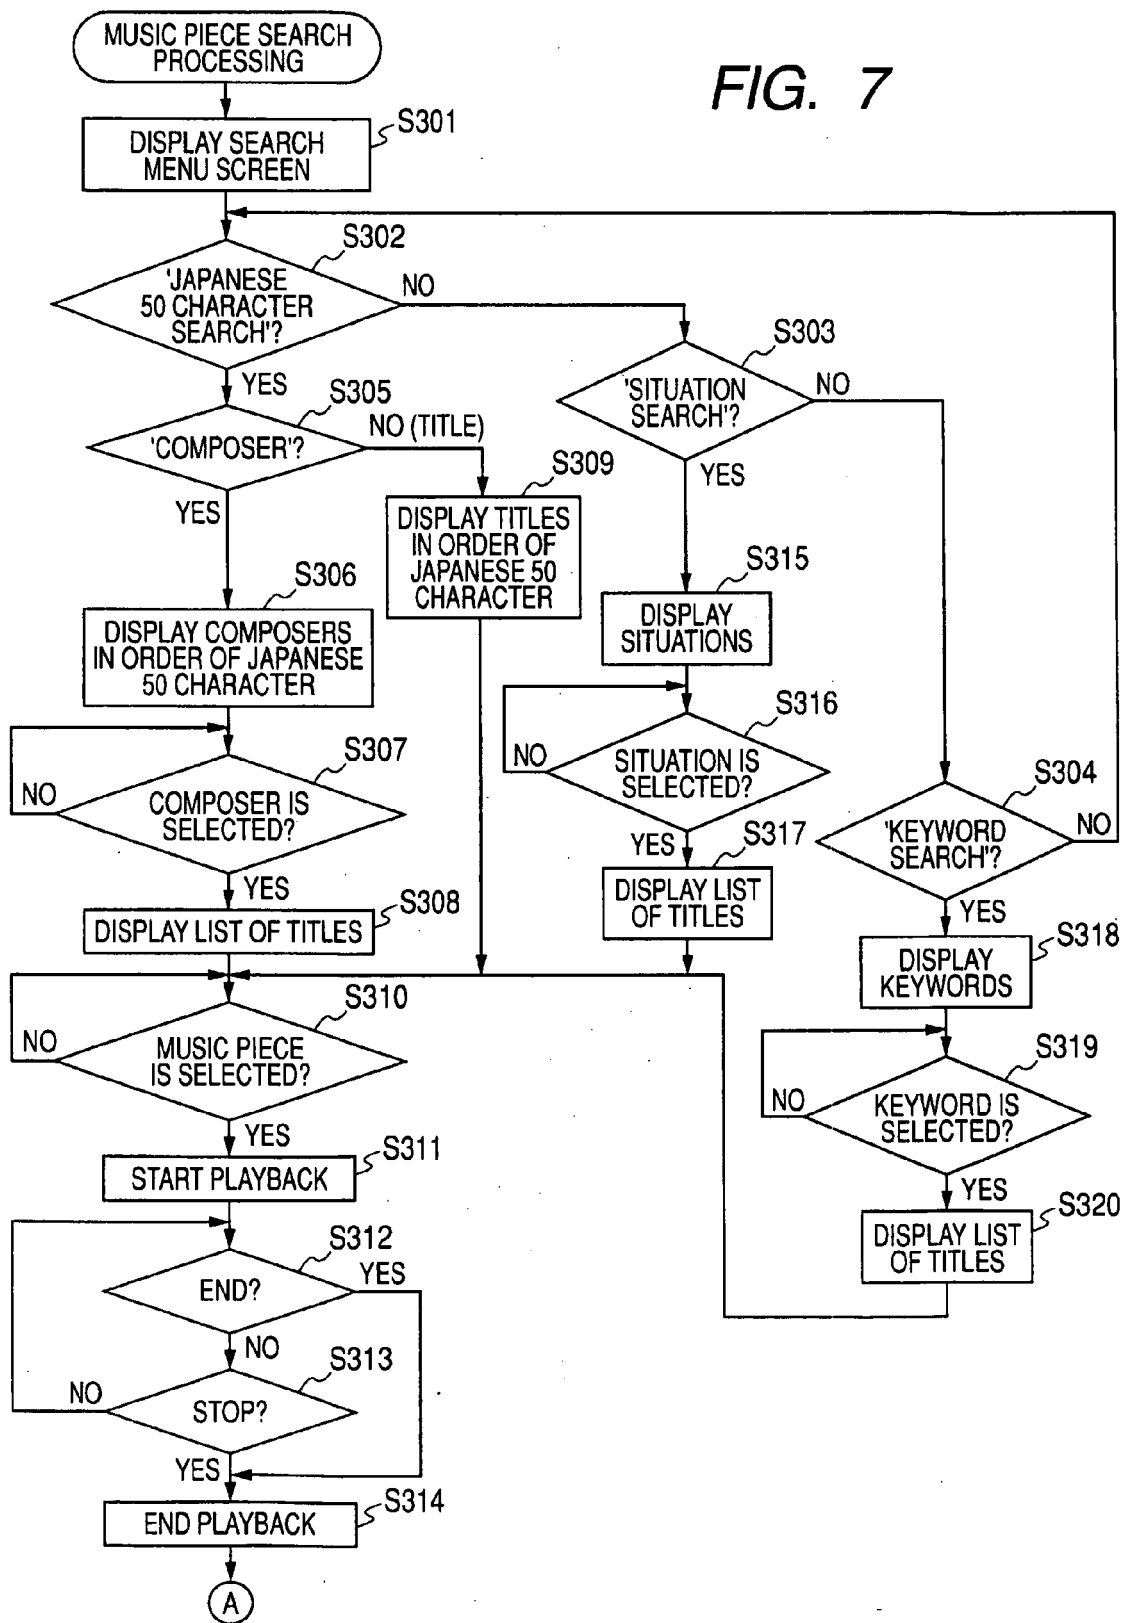 MUSIC PIECE SEARCH
PROCESSING
FIG. 7
S301
DISPLAY SEARCH
MENU SCREEN
S302
'JAPANESE
50 CHARACTER
SEARCH'?
NO
YES
S303
'SITUATION
SEARCH'?
NO
YES
S305
'COMPOSER'?
NO (TITLE)
YES
S309
DISPLAY TITLES
IN ORDER OF
JAPANESE 50
CHARACTER
S315
DISPLAY
SITUATIONS
S306
DISPLAY COMPOSERS
IN ORDER OF JAPANESE
50 CHARACTER
S316
SITUATION IS
SELECTED?
NO
YES
S307
COMPOSER IS
SELECTED?
NO
YES
S304
'KEYWORD
SEARCH'?
NO
YES
S317
DISPLAY LIST
OF TITLES
S308
DISPLAY LIST OF TITLES
S318
DISPLAY
KEYWORDS
S310
MUSIC PIECE
IS SELECTED?
NO
YES
S319
KEYWORD IS
SELECTED?
NO
YES
S311
START PLAYBACK
S320
DISPLAY LIST
OF TITLES
S312
END?
YES
NO
S313
STOP?
NO
YES
S314
END PLAYBACK
A